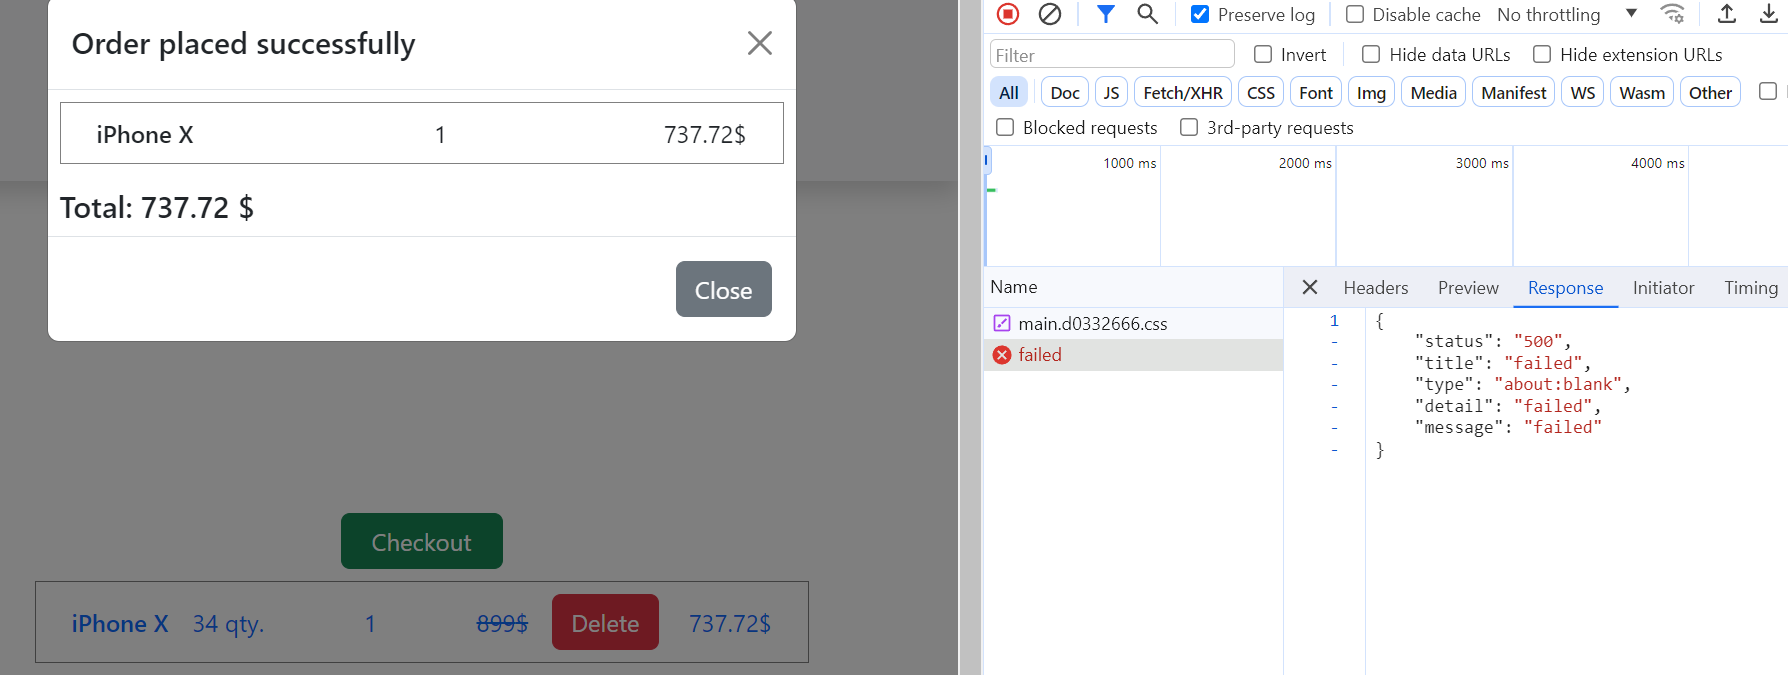 Order placed successfully
iPhone X 1 737.72$
Total: 737.72 $
Close
Checkout
iPhone X 34 qty. 1 899$ Delete 737.72$
Preserve log Disable cache No throttling
Filter Invert Hide data URLs Hide extension URLs
All Doc JS Fetch/XHR CSS Font Img Media Manifest WS Wasm Other
Blocked requests 3rd-party requests
1000 ms 2000 ms 3000 ms 4000 ms
Name
main.d0332666.css
failed
Headers Preview Response Initiator Timing
1 {
- "status": "500",
- "title": "failed",
- "type": "about:blank",
- "detail": "failed",
- "message": "failed"
- }